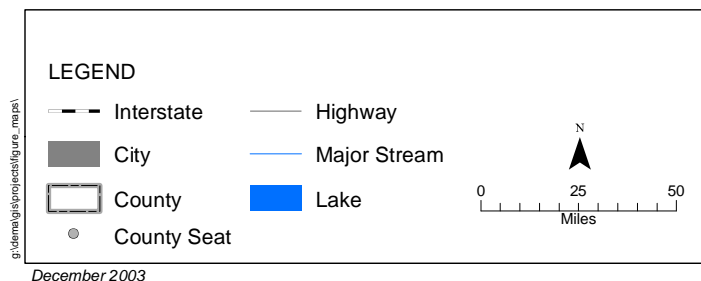 LEGEND
Interstate
Highway
City
Major Stream
County
Lake
County Seat
N
0 25 50
Miles
g:\dema\gis\projects\figure_maps\
December 2003